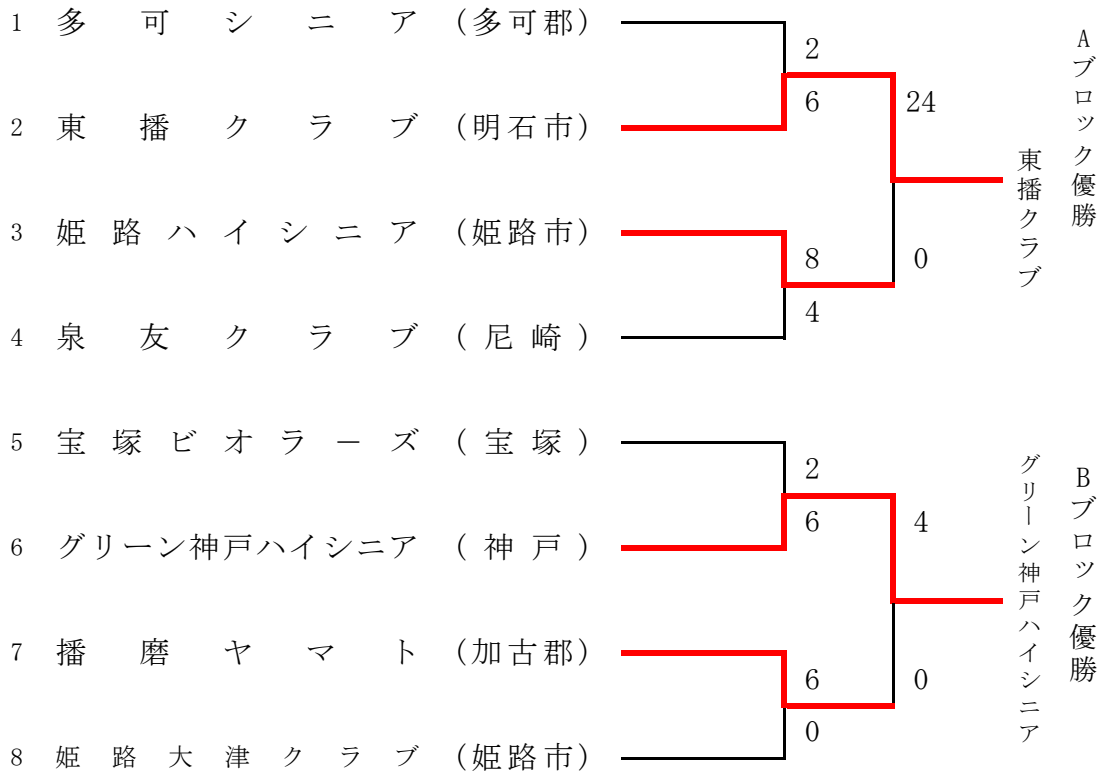 1 多可シニア (多可郡)
2
6
2 東播クラブ (明石市)
24
0
3 姫路ハイシニア (姫路市)
8
4
4 泉友クラブ (尼崎)
東播クラブ
Aブロック優勝
5 宝塚ビオラーズ (宝塚)
2
6
6 グリーン神戸ハイシニア (神戸)
4
0
7 播磨ヤマト (加古郡)
6
0
8 姫路大津クラブ (姫路市)
グリーン神戸ハイシニア
Bブロック優勝